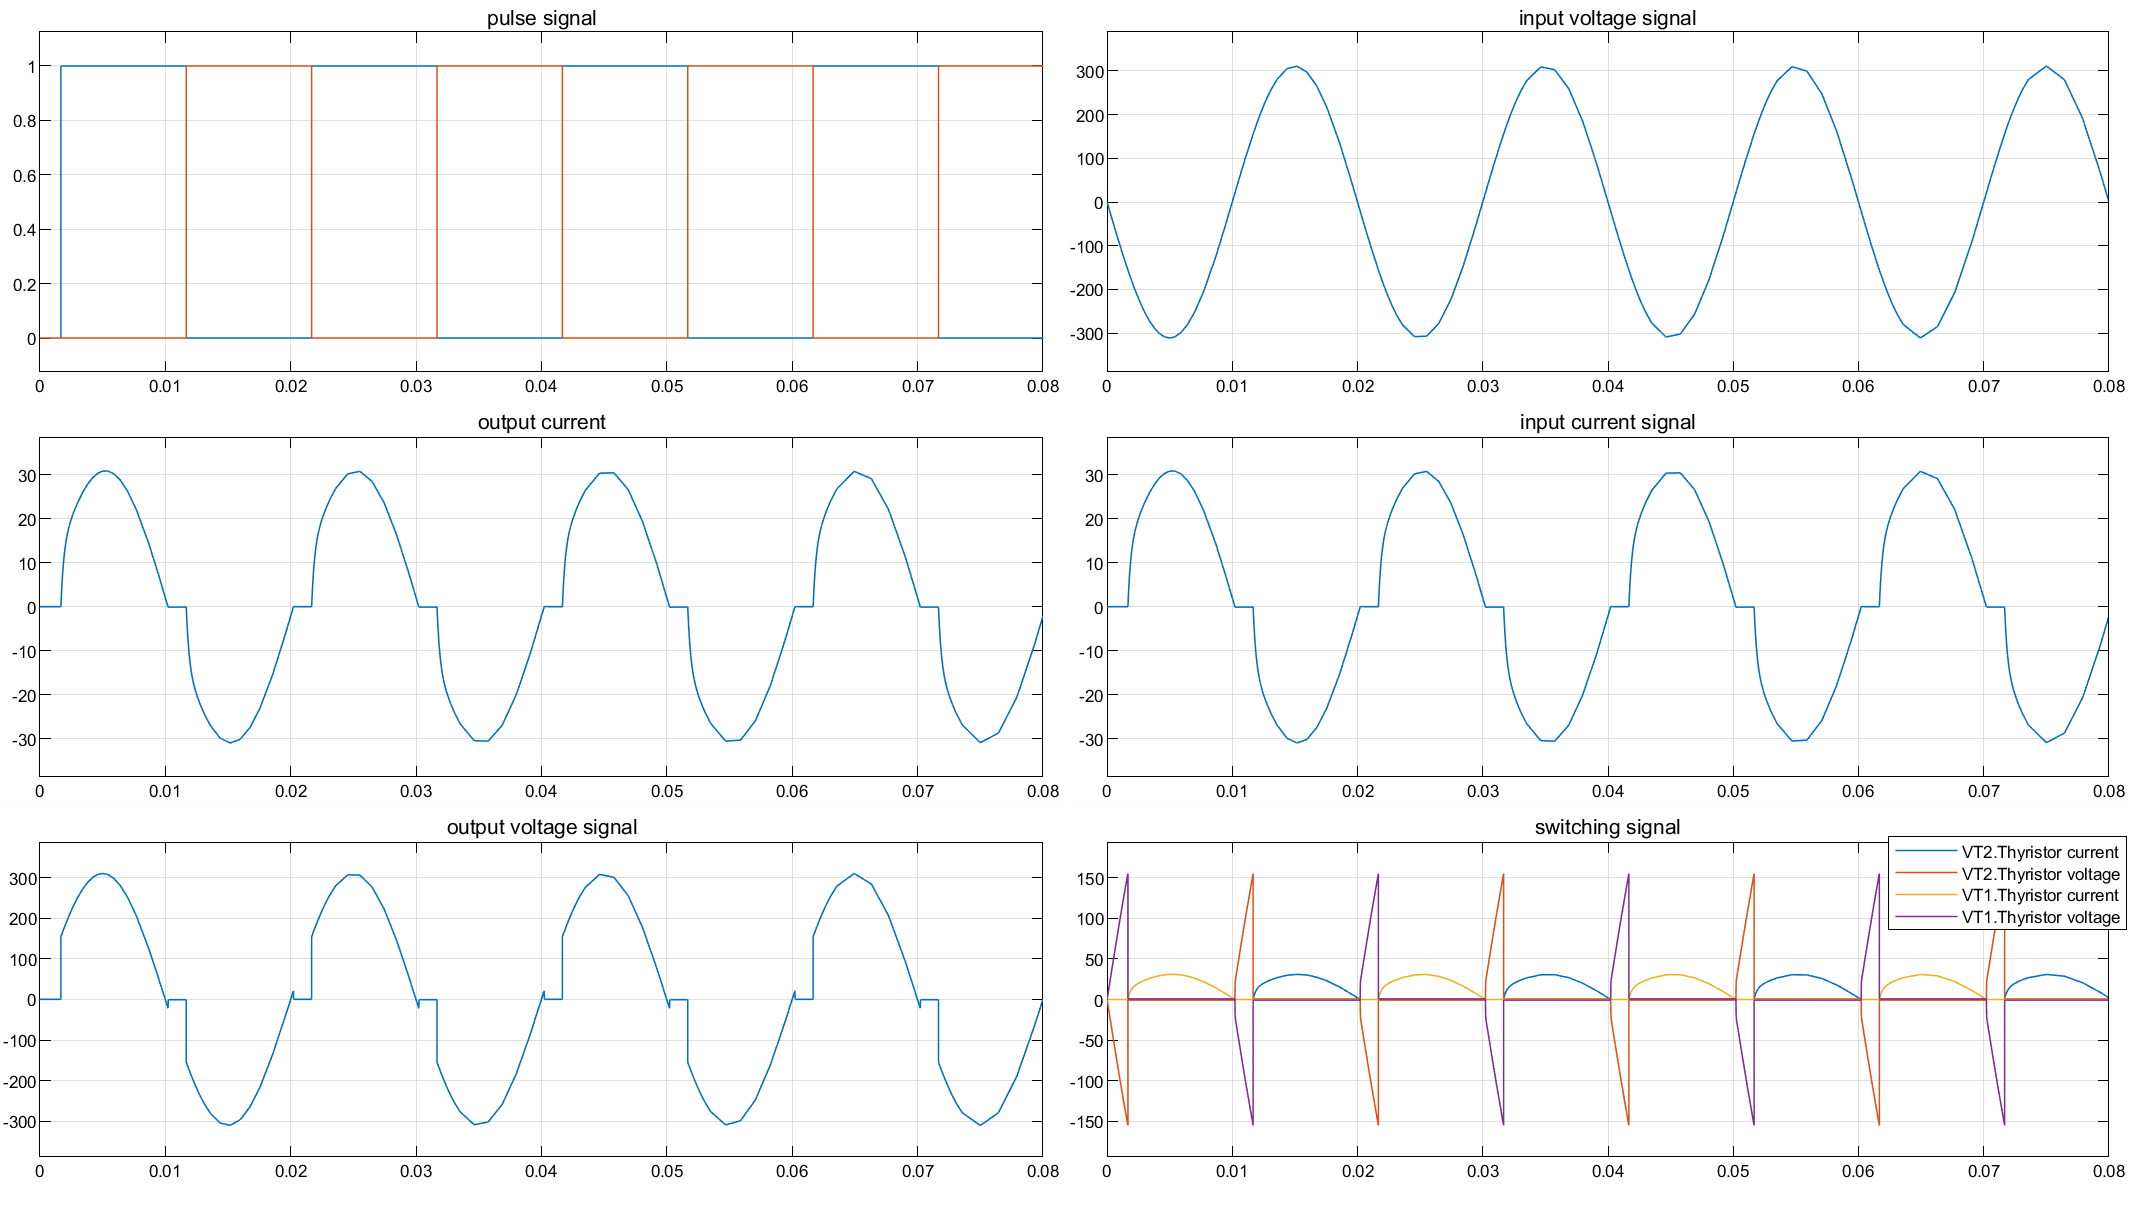 pulse signal
1
0.8
0.6
0.4
0.2
0
0 0.01 0.02 0.03 0.04 0.05 0.06 0.07 0.08
input voltage signal
300
200
100
0
-100
-200
-300
0 0.01 0.02 0.03 0.04 0.05 0.06 0.07 0.08
output current
30
20
10
0
-10
-20
-30
0 0.01 0.02 0.03 0.04 0.05 0.06 0.07 0.08
input current signal
30
20
10
0
-10
-20
-30
0 0.01 0.02 0.03 0.04 0.05 0.06 0.07 0.08
output voltage signal
300
200
100
0
-100
-200
-300
0 0.01 0.02 0.03 0.04 0.05 0.06 0.07 0.08
switching signal
VT2.Thyristor current
VT2.Thyristor voltage
VT1.Thyristor current
VT1.Thyristor voltage
150
100
50
0
-50
-100
-150
0 0.01 0.02 0.03 0.04 0.05 0.06 0.07 0.08